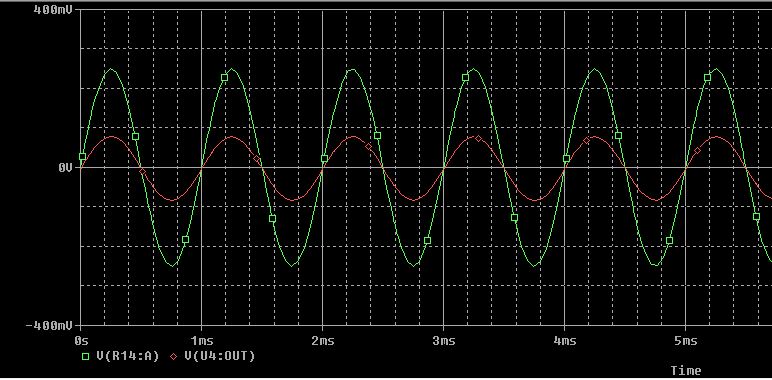 400mV
0V
-400mV
0s 1ms 2ms 3ms 4ms 5ms
V(R14:A) V(U4:OUT)
Time